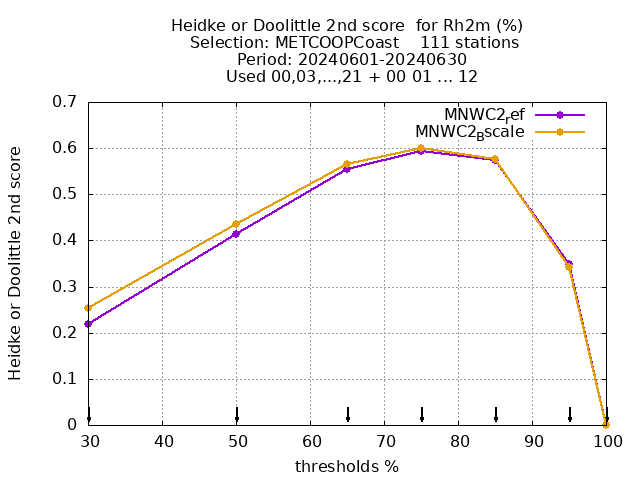 Heidke or Doolittle 2nd score  for Rh2m (%)
Selection: METCOOPCoast    111 stations
Period: 20240601-20240630
Used 00,03,...,21 + 00 01 ... 12
MNWC2ref
MNWC2Bscale
Heidke or Doolittle 2nd score
0.7
0.6
0.5
0.4
0.3
0.2
0.1
0
30 40 50 60 70 80 90 100
thresholds %